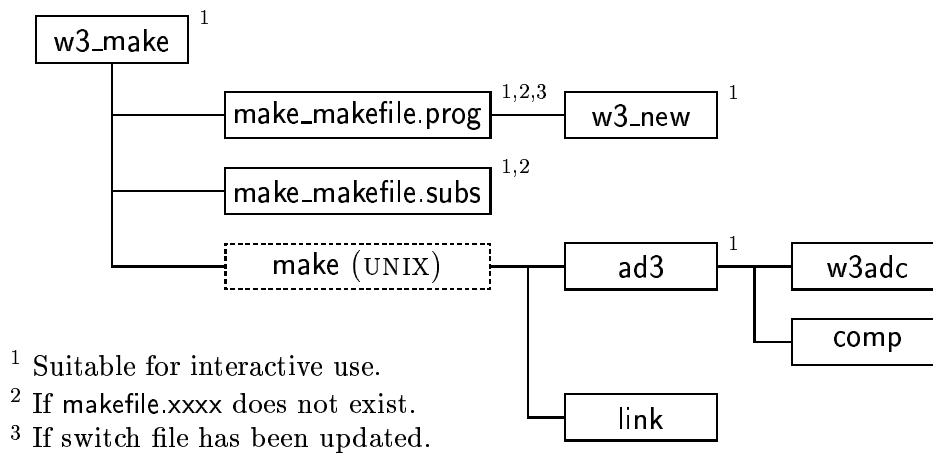 w3_make 1
make_makefile.prog 1,2,3 w3_new 1
make_makefile.subs 1,2
make (UNIX) ad3 1 w3adc
comp
1 Suitable for interactive use.
2 If makefile.xxxx does not exist.
link
3 If switch file has been updated.